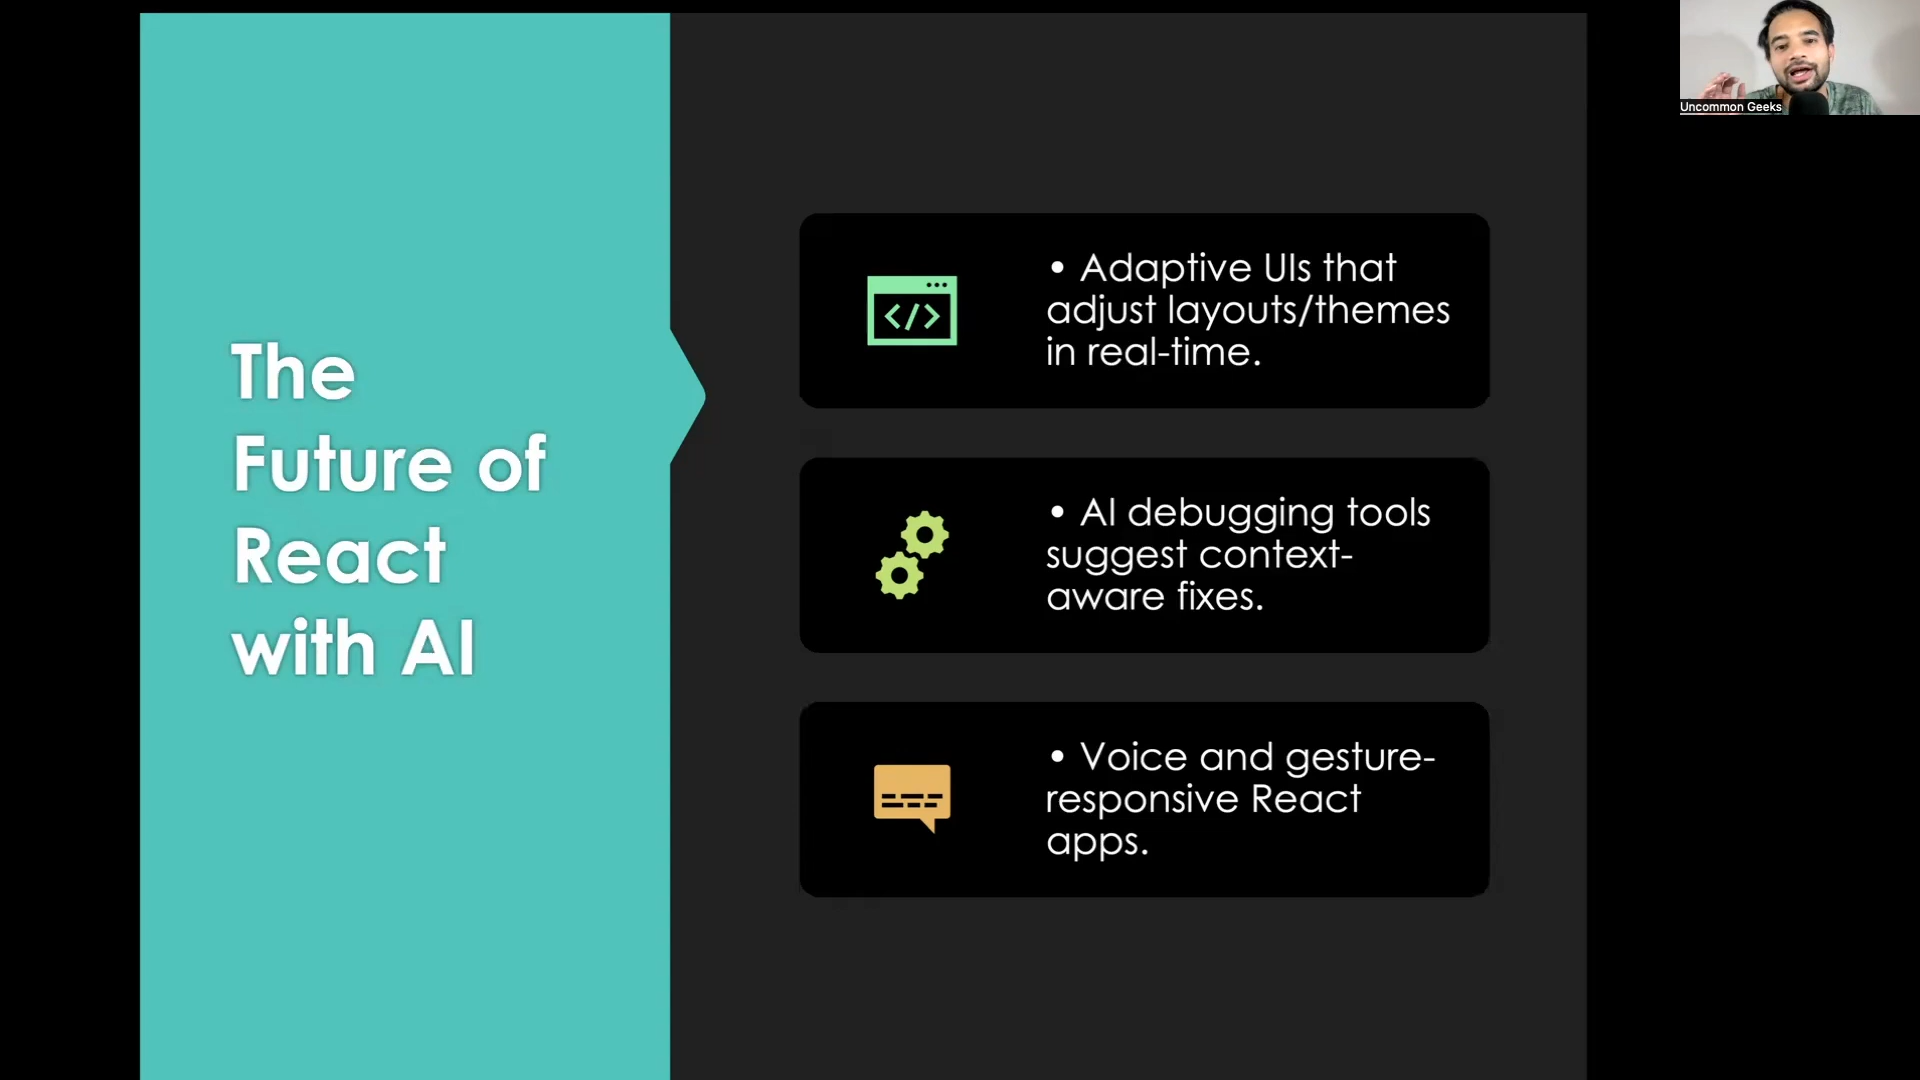 The
Future of
React
with AI
• Adaptive UIs that
adjust layouts/themes
in real-time.
• AI debugging tools
suggest context-
aware fixes.
• Voice and gesture-
responsive React
apps.
Uncommon Geeks